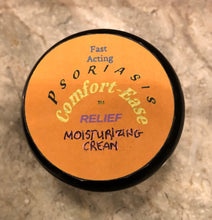 Fast
Acting
PSORIASIS
Comfort-Ease
RELIEF
MOISTURIZING
CREAM